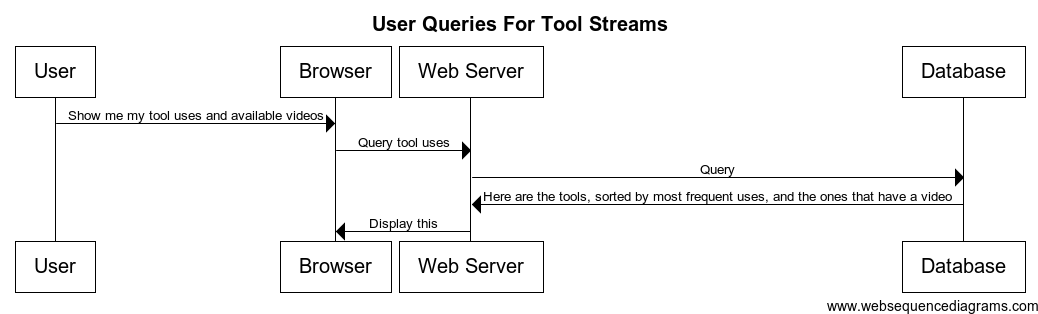 User Queries For Tool Streams
User
Browser
Web Server
Database
Show me my tool uses and available videos
Query tool uses
Query
Here are the tools, sorted by most frequent uses, and the ones that have a video
Display this
User
Browser
Web Server
Database
www.websequencediagrams.com